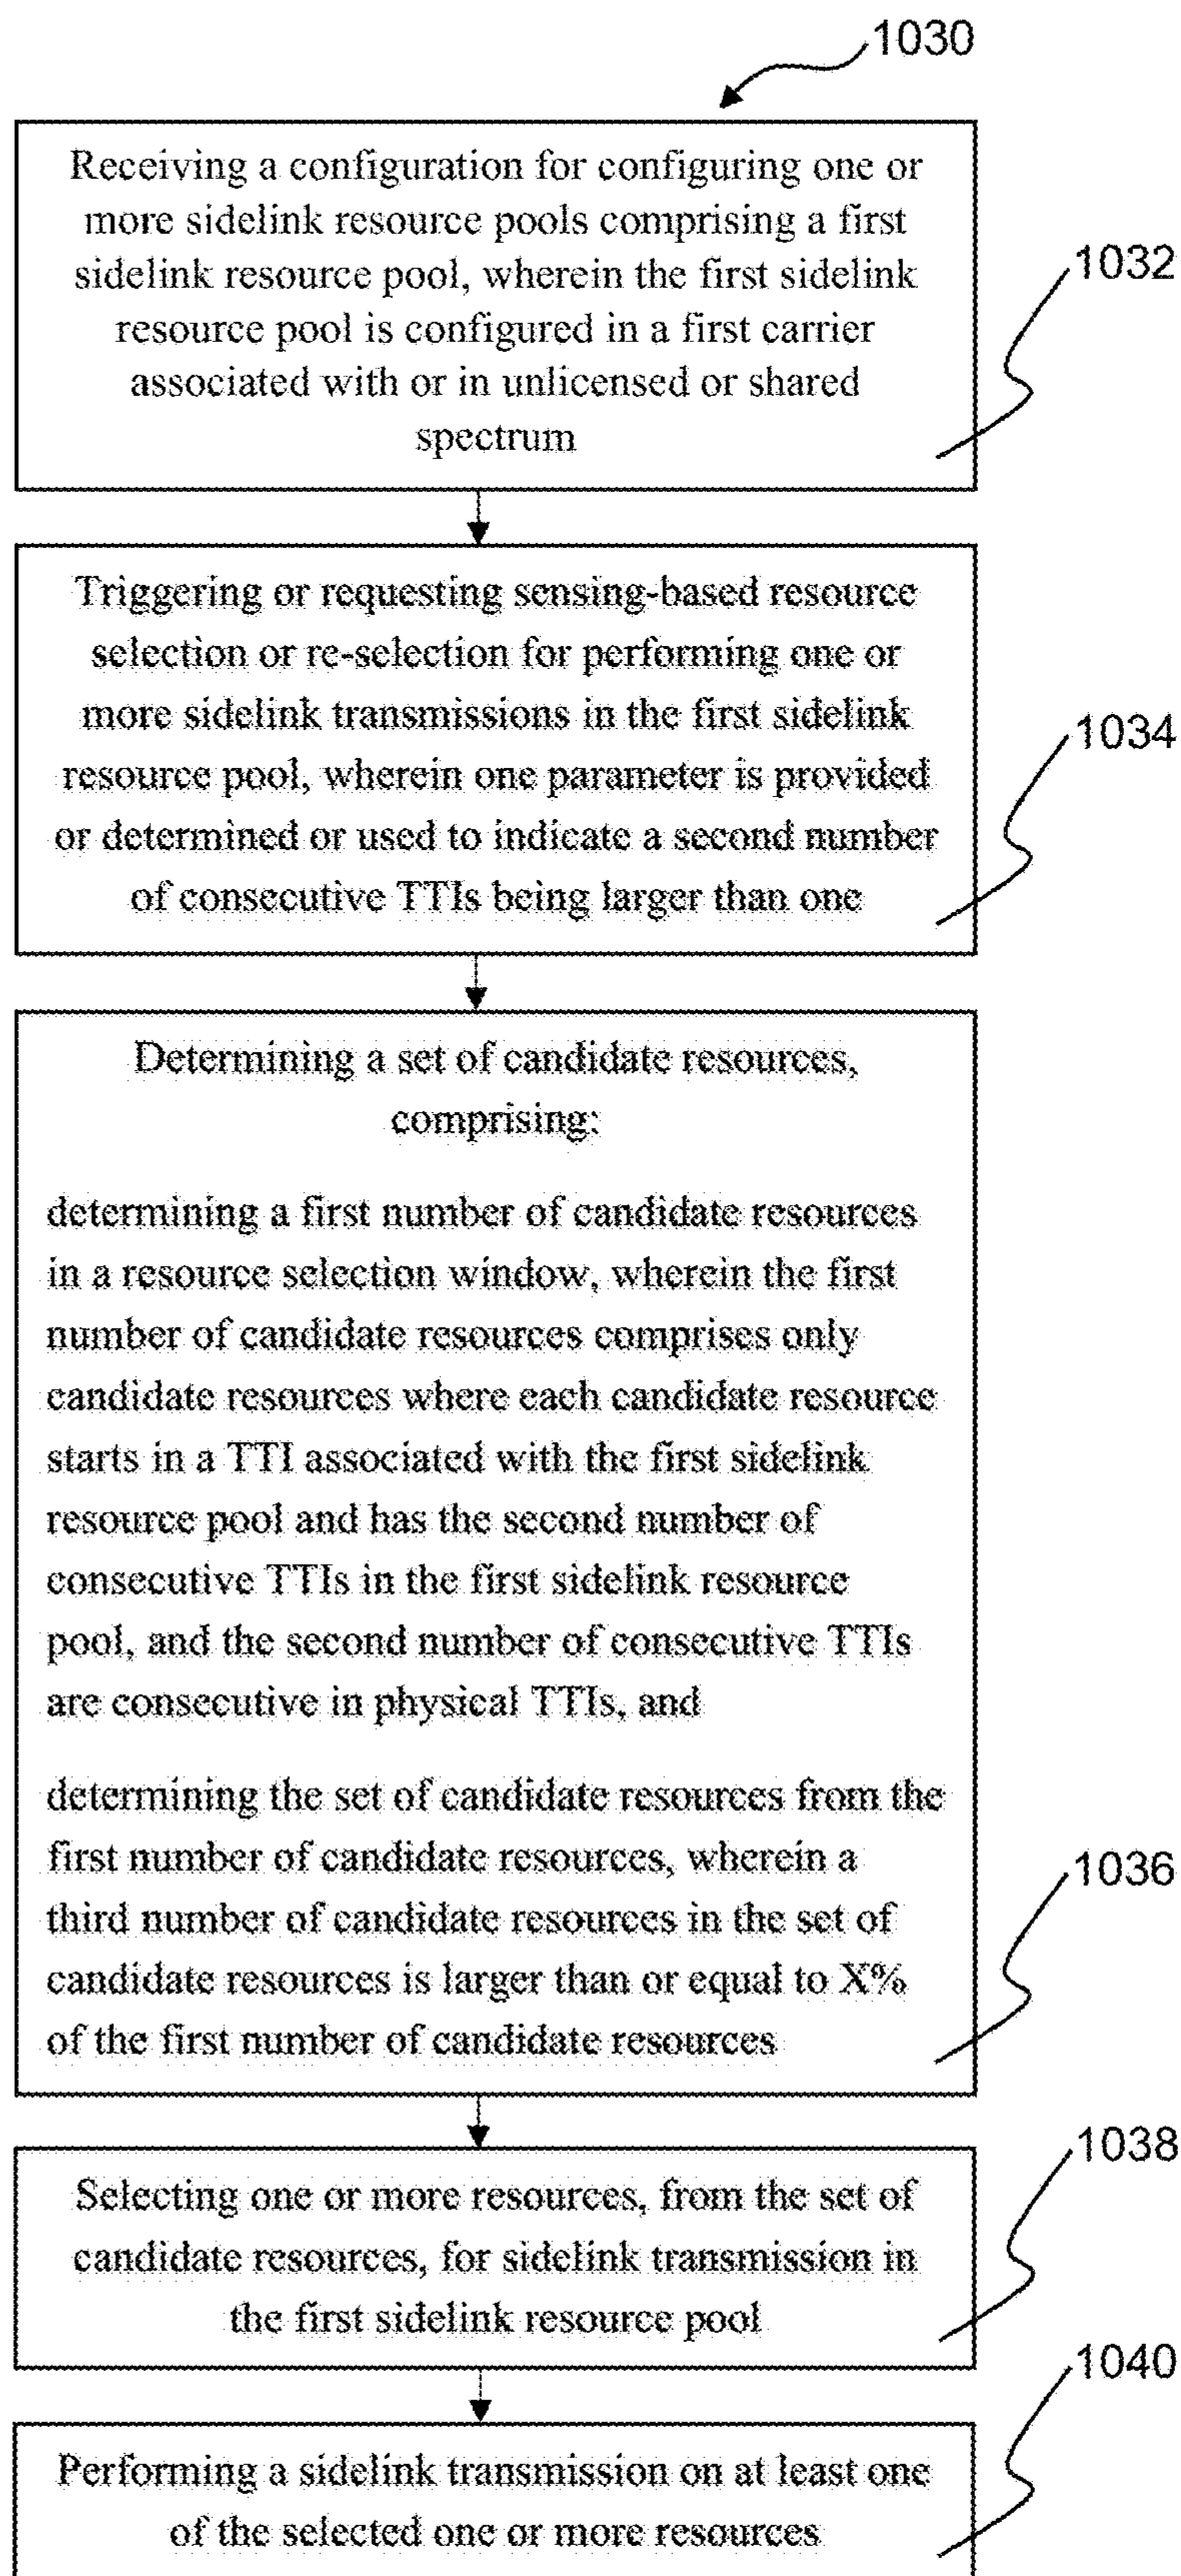 1030
Receiving a configuration for configuring one or
more sidelink resource pools comprising a first
sidelink resource pool, wherein the first sidelink
resource pool is configured in a first carrier
associated with or in unlicensed or shared
spectrum
1032
Triggering or requesting sensing-based resource
selection or re-selection for performing one or
more sidelink transmissions in the first sidelink
resource pool, wherein one parameter is provided
or determined or used to indicate a second number
of consecutive TTIs being larger than one
1034
Determining a set of candidate resources,
comprising:
determining a first number of candidate resources
in a resource selection window, wherein the first
number of candidate resources comprises only
candidate resources where each candidate resource
starts in a TTI associated with the first sidelink
resource pool and has the second number of
consecutive TTIs in the first sidelink resource
pool, and the second number of consecutive TTIs
are consecutive in physical TTIs, and
determining the set of candidate resources from the
first number of candidate resources, wherein a
third number of candidate resources in the set of
candidate resources is larger than or equal to X%
of the first number of candidate resources
1036
Selecting one or more resources, from the set of
candidate resources, for sidelink transmission in
the first sidelink resource pool
1038
Performing a sidelink transmission on at least one
of the selected one or more resources
1040